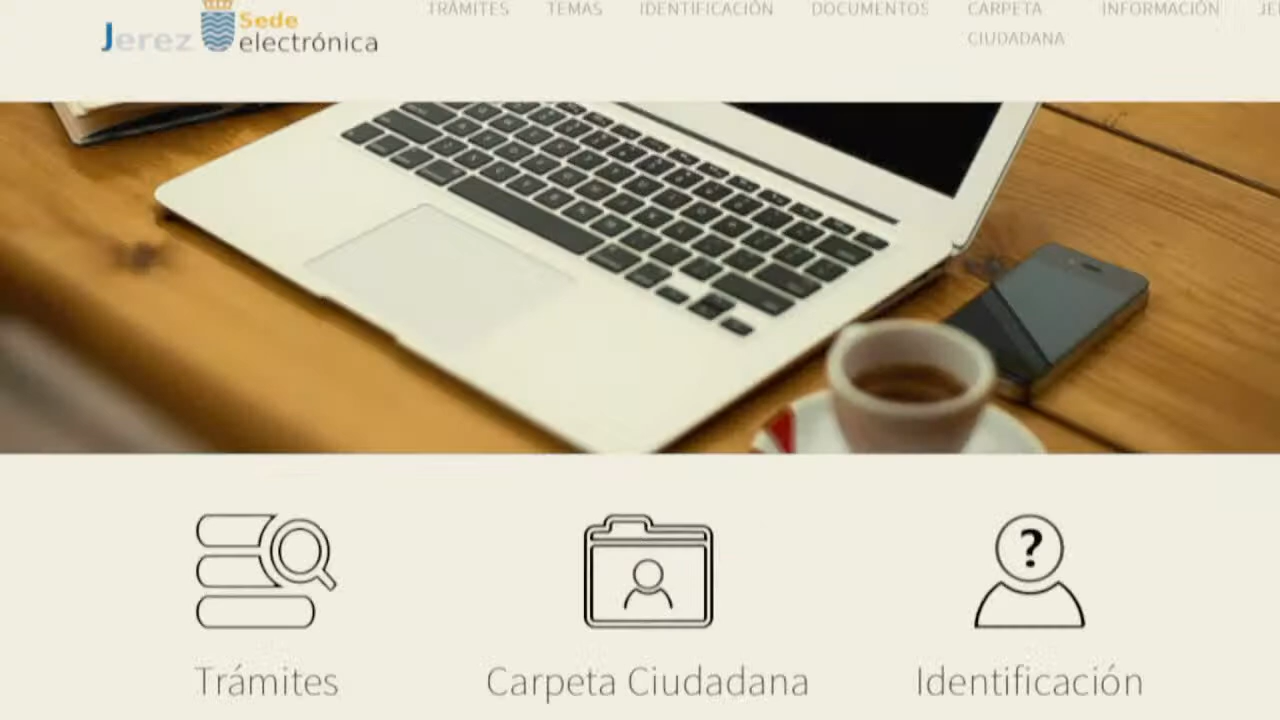 Jerez Sede electrónica
TRÁMITES TEMAS IDENTIFICACIÓN DOCUMENTOS CARPETA CIUDADANA INFORMACIÓN
?
Trámites Carpeta Ciudadana Identificación